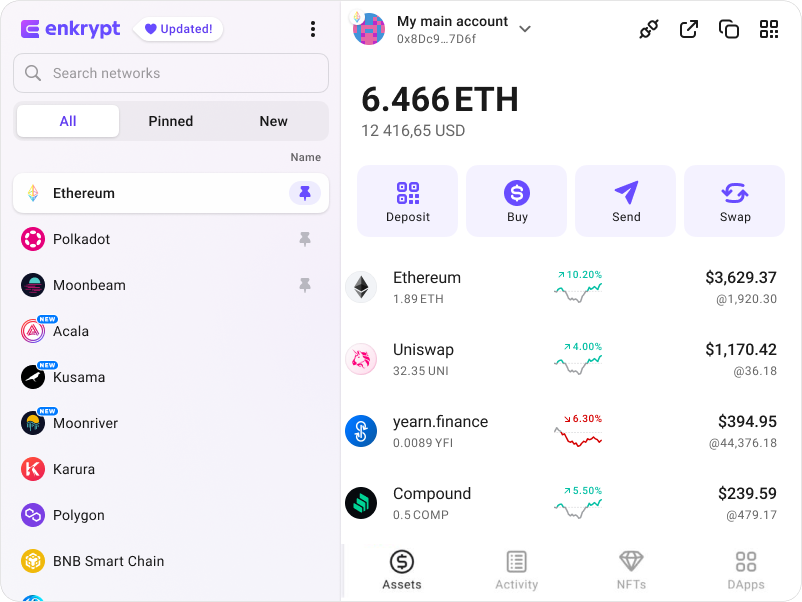 enkrypt
Updated!
Search networks
All
Pinned
New
Name
Ethereum
Polkadot
Moonbeam
NEW
Acala
NEW
Kusama
NEW
Moonriver
Karura
Polygon
BNB Smart Chain
My main account
0x8Dc9...7D6f
6.466 ETH
12 416,65 USD
Deposit
Buy
Send
Swap
Ethereum
10.20%
$3,629.37
1.89 ETH
@1,920.30
Uniswap
4.00%
$1,170.42
32.35 UNI
@36.18
yearn.finance
6.30%
$394.95
0.0089 YFI
@44,376.18
Compound
5.50%
$239.59
0.5 COMP
@479.17
Assets
Activity
NFTs
DApps